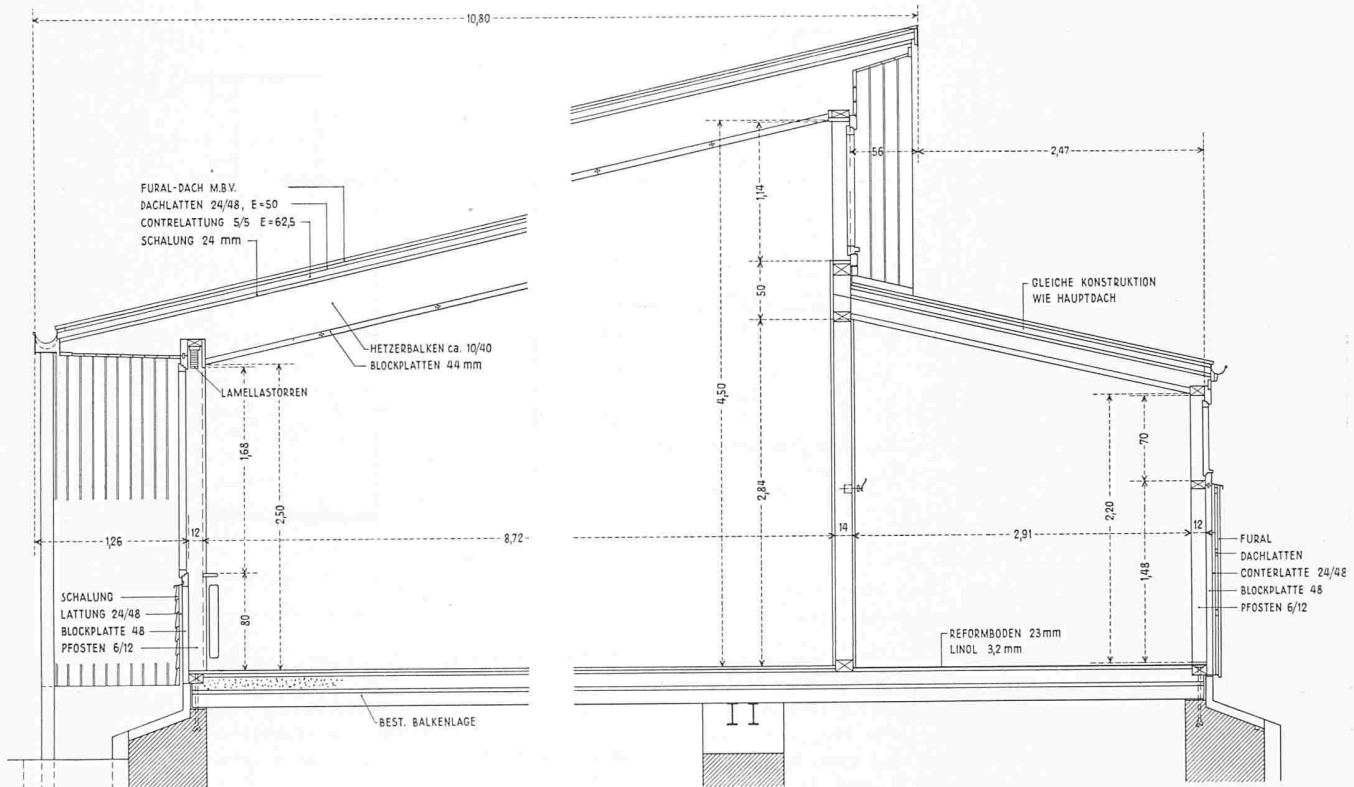 10,80
56
2,47
FURAL-DACH M.B.V.
DACHLATTEN 24/48, E=50
CONTRELATTUNG 5/5 E=62,5
SCHALUNG 24 mm
1,14
GLEICHE KONSTRUKTION
WIE HAUPTDACH
50
HETZERBALKEN ca. 10/40
BLOCKPLATTEN 44 mm
LAMELLASTORREN
4,50
1,68
2,50
2,84
70
2,20
1,26
12
8,72
14
2,91
12
1,48
FURAL
DACHLATTEN
CONTERLATTE 24/48
BLOCKPLATTE 48
PFOSTEN 6/12
SCHALUNG
LATTUNG 24/48
BLOCKPLATTE 48
PFOSTEN 6/12
80
REFORMBODEN 23 mm
LINOL 3,2 mm
BEST. BALKENLAGE